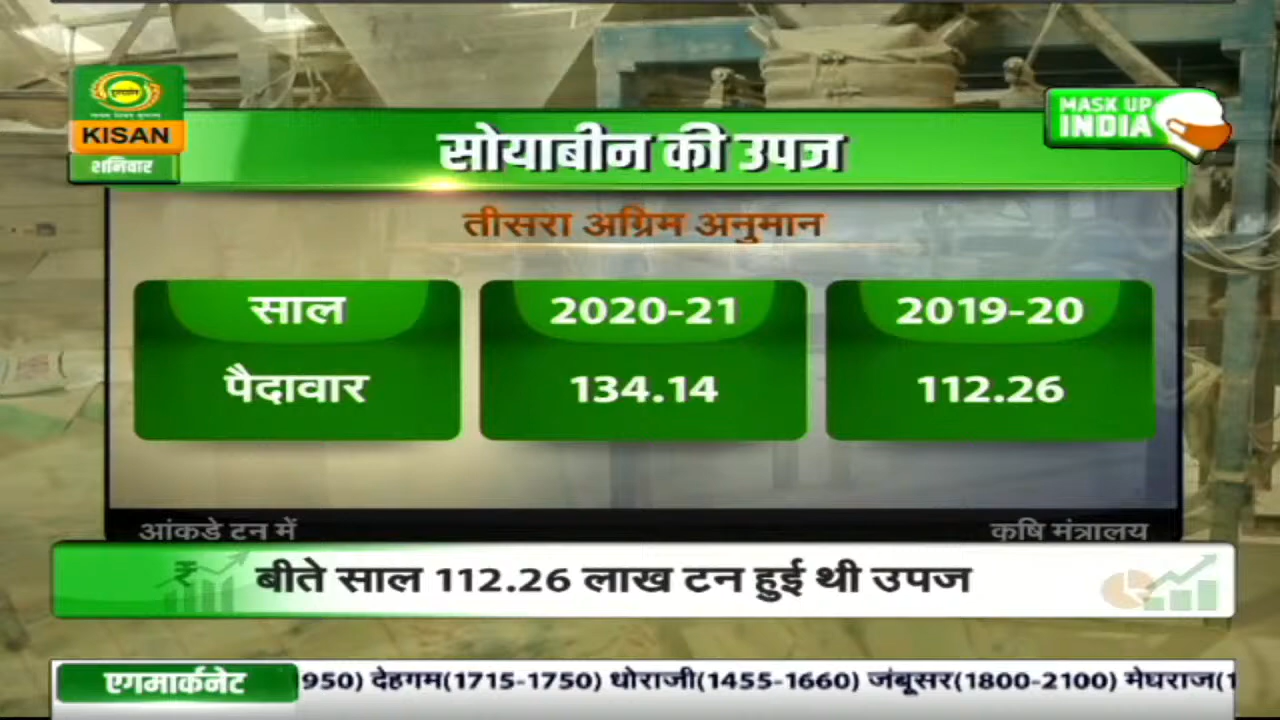 KISAN
शनिवार
MASK UP
INDIA
सोयाबीन की उपज
तीसरा अग्रिम अनुमान
साल 2020-21 2019-20
पैदावार 134.14 112.26
आंकडे टन में कृषि मंत्रालय
बीते साल 112.26 लाख टन हुई थी उपज
एगमार्कनेट 950) देहगम(1715-1750) धोराजी(1455-1660) जंबूसर(1800-2100) मेघराज(1